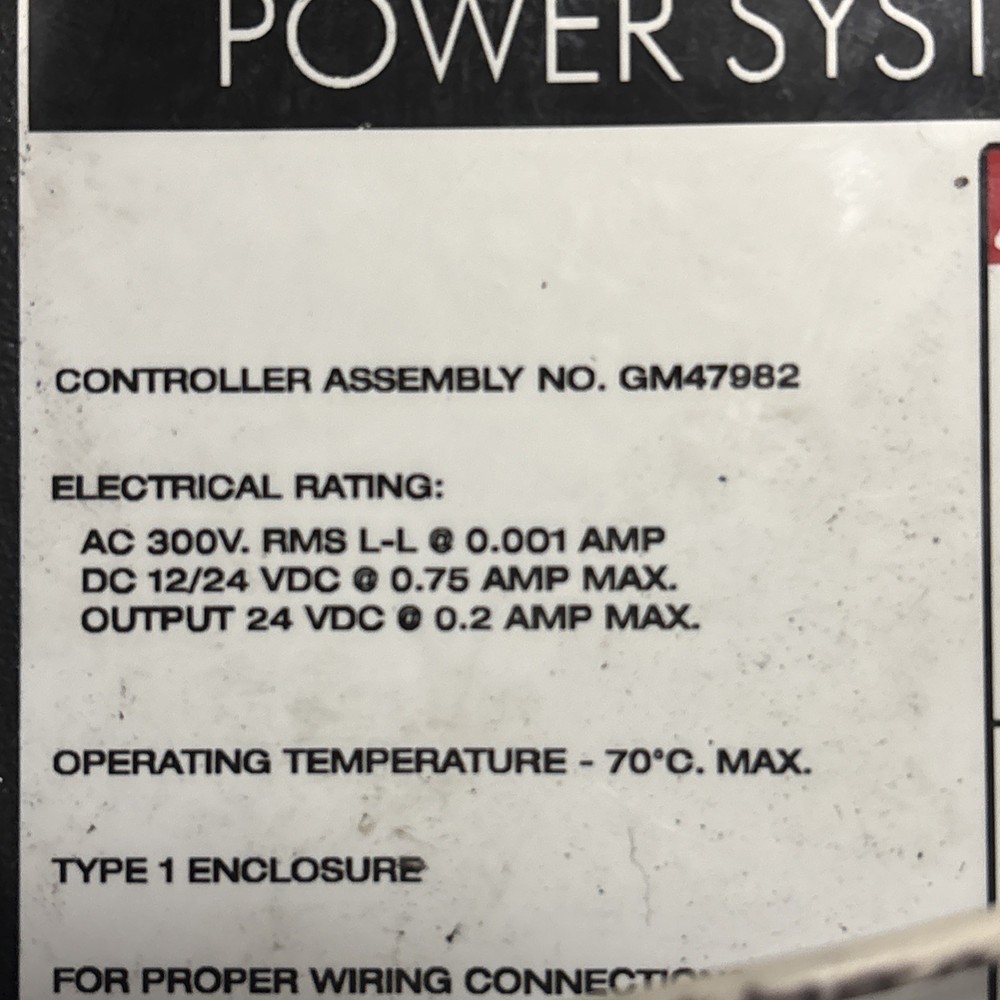 POWER SYST
CONTROLLER ASSEMBLY NO. GM47982
ELECTRICAL RATING:
AC 300V. RMS L-L @ 0.001 AMP
DC 12/24 VDC @ 0.75 AMP MAX.
OUTPUT 24 VDC @ 0.2 AMP MAX.
OPERATING TEMPERATURE - 70°C. MAX.
TYPE 1 ENCLOSURE
FOR PROPER WIRING